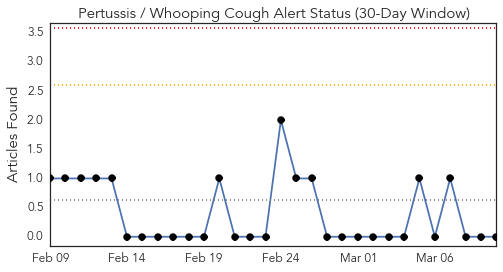 Pertussis / Whooping Cough Alert Status (30-Day Window)
Articles Found
3.5
3.0
2.5
2.0
1.5
1.0
0.5
0.0
Feb 09 Feb 14 Feb 19 Feb 24 Mar 01 Mar 06